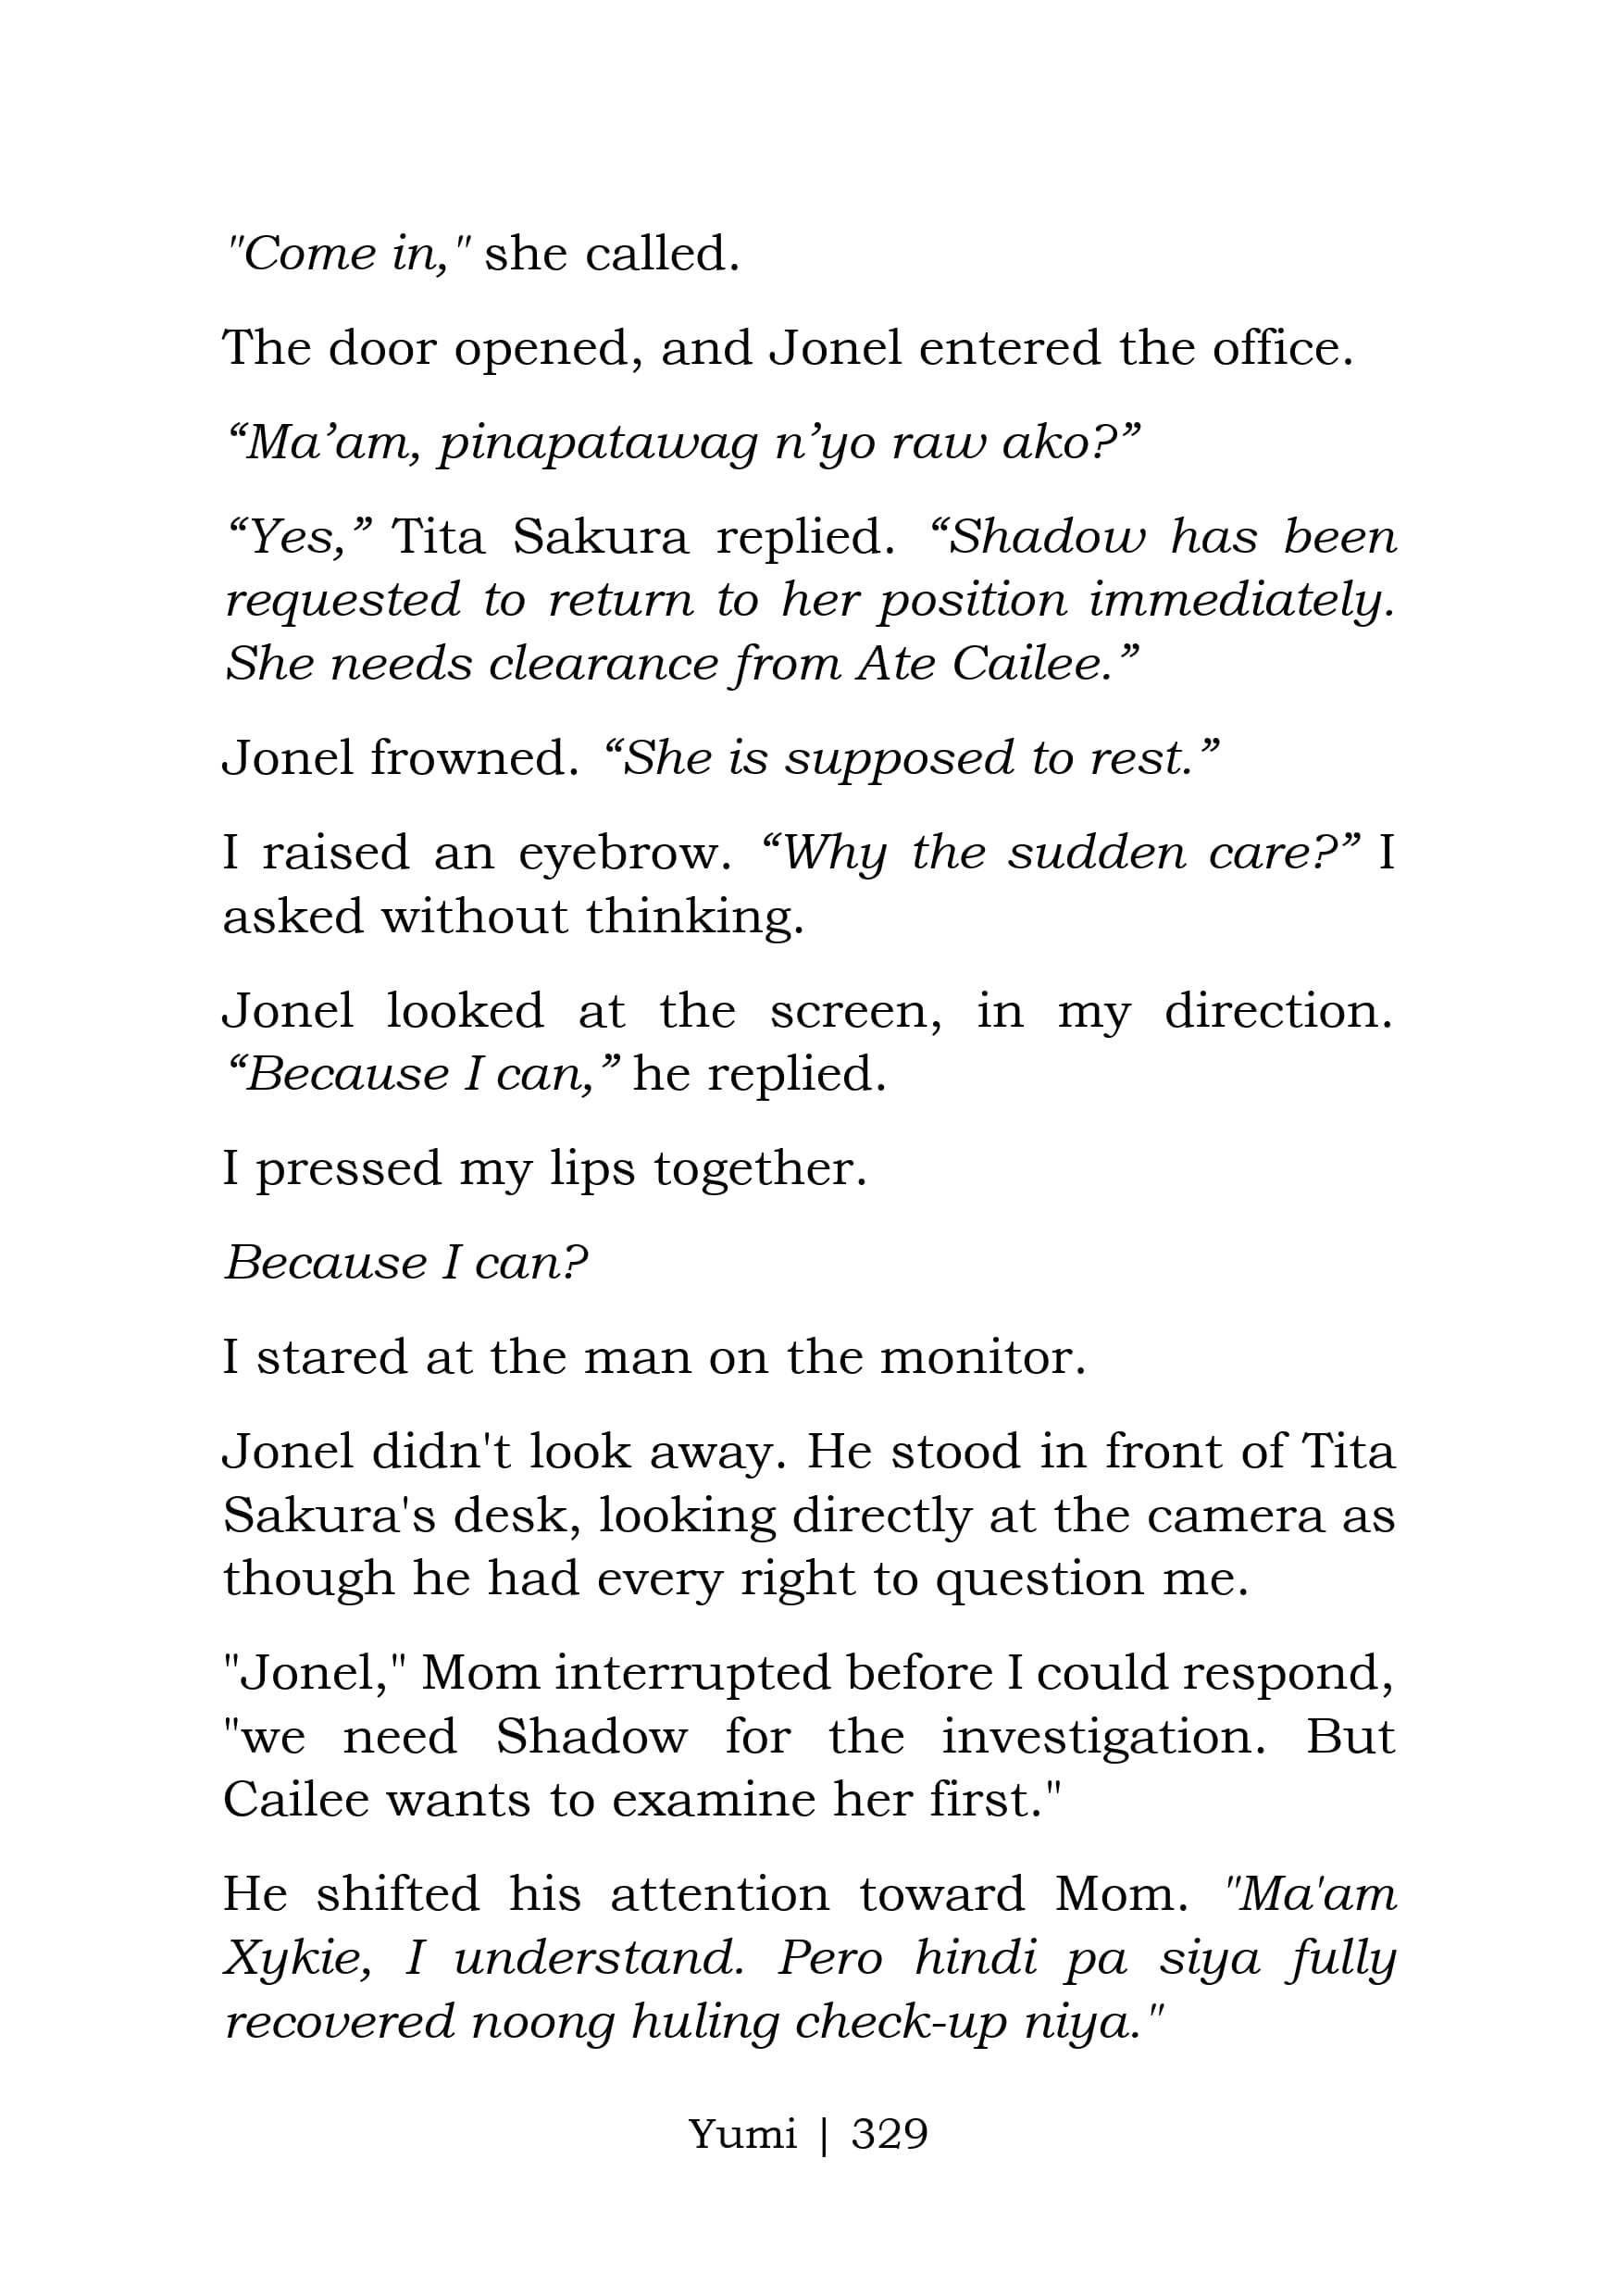 "Come in," she called.
The door opened, and Jonel entered the office.
“Ma’am, pinapatawag n’yo raw ako?”
“Yes,” Tita Sakura replied. “Shadow has been
requested to return to her position immediately.
She needs clearance from Ate Cailee.”
Jonel frowned. “She is supposed to rest.”
I raised an eyebrow. “Why the sudden care?” I
asked without thinking.
Jonel looked at the screen, in my direction.
“Because I can,” he replied.
I pressed my lips together.
Because I can?
I stared at the man on the monitor.
Jonel didn't look away. He stood in front of Tita
Sakura's desk, looking directly at the camera as
though he had every right to question me.
"Jonel," Mom interrupted before I could respond,
"we need Shadow for the investigation. But
Cailee wants to examine her first."
He shifted his attention toward Mom. "Ma'am
Xykie, I understand. Pero hindi pa siya fully
recovered noong huling check-up niya."
Yumi | 329